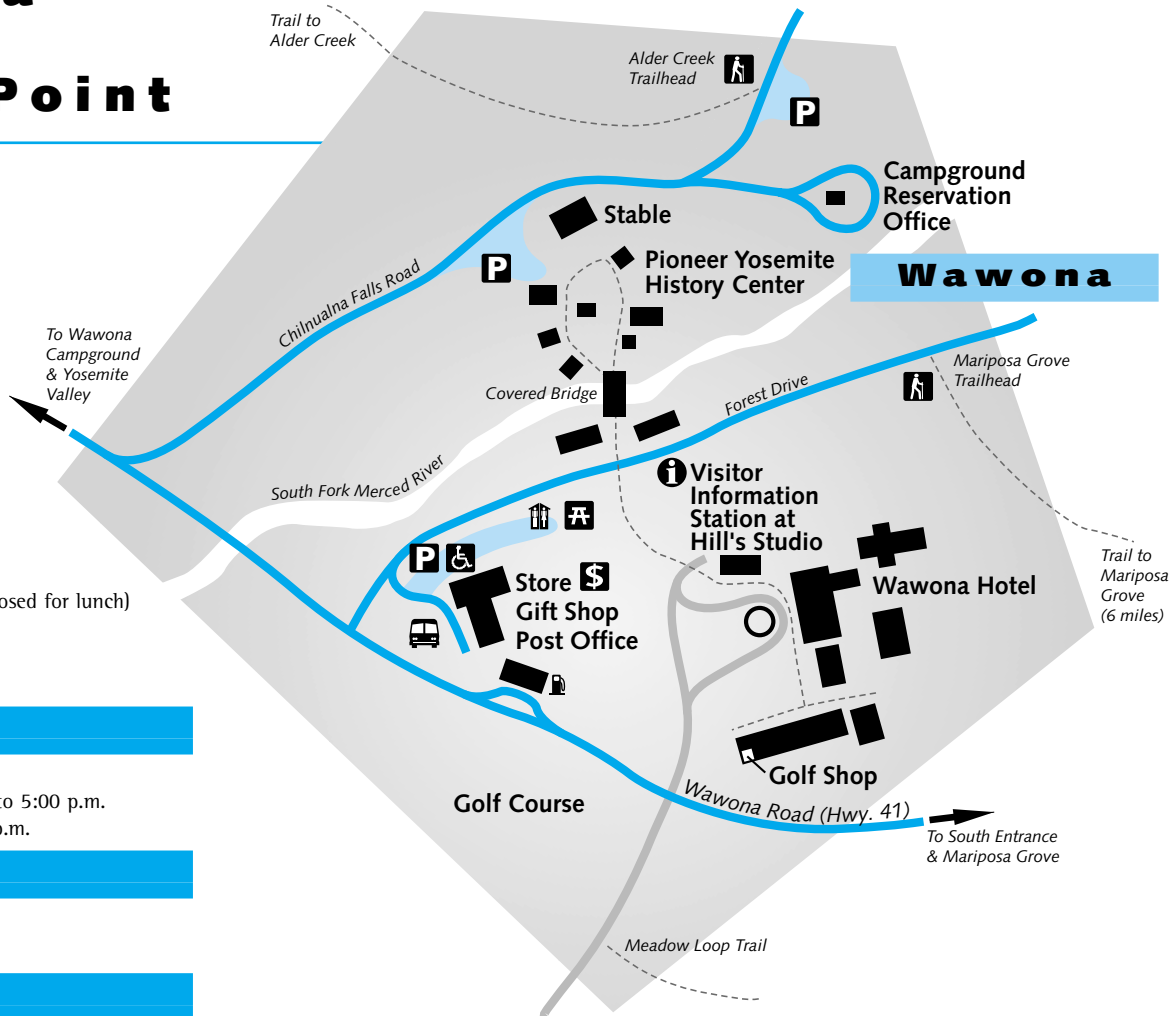 a
Point
Trail to
Alder Creek
Alder Creek
Trailhead
P
Campground
Reservation
Office
Stable
P
Pioneer Yosemite
History Center
Wawona
Chilnualna Falls Road
To Wawona
Campground
& Yosemite
Valley
Covered Bridge
Forest Drive
Mariposa Grove
Trailhead
South Fork Merced River
i
Visitor
Information
Station at
Hill's Studio
P
Store $
Gift Shop
Post Office
Wawona Hotel
Trail to
Mariposa
Grove
(6 miles)
osed for lunch)
to 5:00 p.m.
p.m.
Golf Shop
Golf Course
Wawona Road (Hwy. 41)
To South Entrance
& Mariposa Grove
Meadow Loop Trail